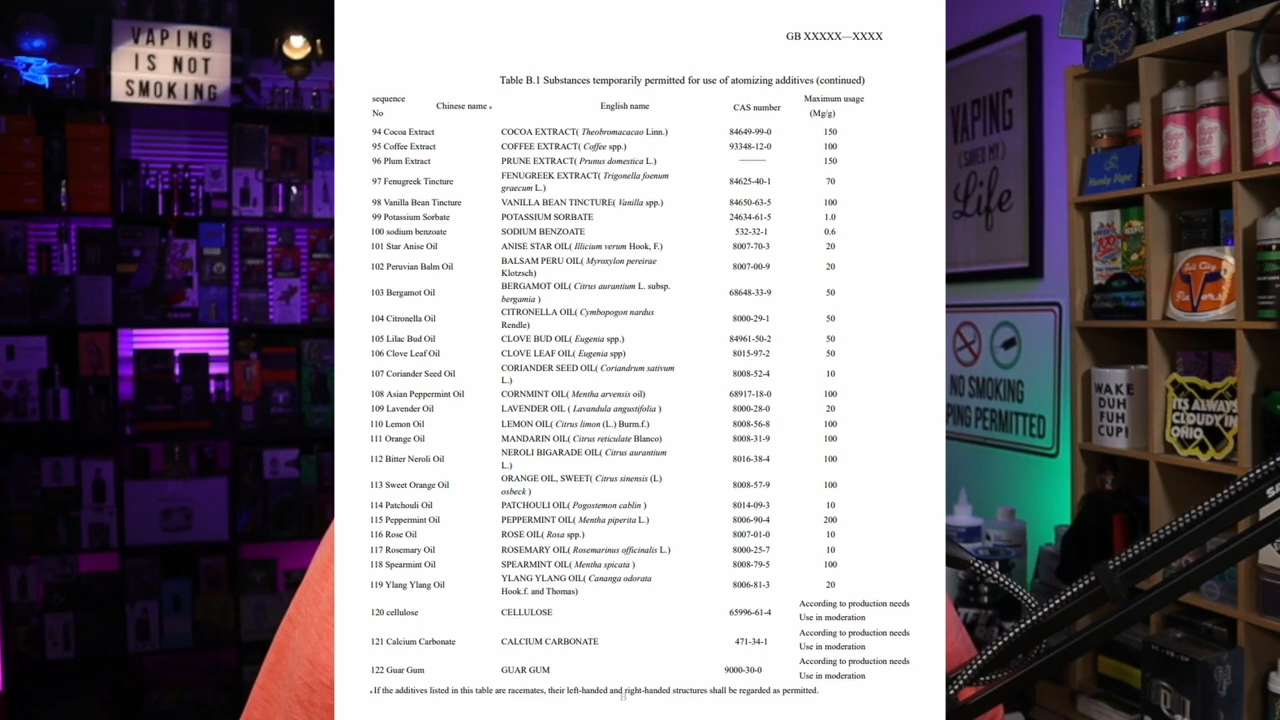 VAPING
IS NOT
SMOKING
GB XXXXX—XXXX
Table B.1 Substances temporarily permitted for use of atomizing additives (continued)
sequence No Chinese name a English name CAS number Maximum usage (Mg/g)
94 Cocoa Extract COCOA EXTRACT( Theobromacacao Linn.) 84649-99-0 150
95 Coffee Extract COFFEE EXTRACT( Coffee spp.) 93348-12-0 100
96 Plum Extract PRUNE EXTRACT( Prunus domestica L.) —— 150
97 Fenugreek Tincture FENUGREEK EXTRACT( Trigonella foenum graecum L.) 84625-40-1 70
98 Vanilla Bean Tincture VANILLA BEAN TINCTURE( Vanilla spp.) 84650-63-5 100
99 Potassium Sorbate POTASSIUM SORBATE 24634-61-5 1.0
100 sodium benzoate SODIUM BENZOATE 532-32-1 0.6
101 Star Anise Oil ANISE STAR OIL( Illicium verum Hook, F.) 8007-70-3 20
102 Peruvian Balm Oil BALSAM PERU OIL( Myroxylon pereirae Klotzsch) 8007-00-9 20
103 Bergamot Oil BERGAMOT OIL( Citrus aurantium L. subsp. bergamia ) 68648-33-9 50
104 Citronella Oil CITRONELLA OIL( Cymbopogon nardus Rendle) 8000-29-1 50
105 Lilac Bud Oil CLOVE BUD OIL( Eugenia spp.) 84961-50-2 50
106 Clove Leaf Oil CLOVE LEAF OIL( Eugenia spp) 8015-97-2 50
107 Coriander Seed Oil CORIANDER SEED OIL( Coriandrum sativum L.) 8008-52-4 10
108 Asian Peppermint Oil CORNMINT OIL( Mentha arvensis oil) 68917-18-0 100
109 Lavender Oil LAVENDER OIL ( Lavandula angustifolia ) 8000-28-0 20
110 Lemon Oil LEMON OIL( Citrus limon (L.) Burm.f.) 8008-56-8 100
111 Orange Oil MANDARIN OIL( Citrus reticulate Blanco) 8008-31-9 100
112 Bitter Neroli Oil NEROLI BIGARADE OIL( Citrus aurantium L.) 8016-38-4 100
113 Sweet Orange Oil ORANGE OIL, SWEET( Citrus sinensis (L) osbeck ) 8008-57-9 100
114 Patchouli Oil PATCHOULI OIL( Pogostemon cablin ) 8014-09-3 10
115 Peppermint Oil PEPPERMINT OIL( Mentha piperita L.) 8006-90-4 200
116 Rose Oil ROSE OIL( Rosa spp.) 8007-01-0 10
117 Rosemary Oil ROSEMARY OIL( Rosemarinus officinalis L.) 8000-25-7 10
118 Spearmint Oil SPEARMINT OIL( Mentha spicata ) 8008-79-5 100
119 Ylang Ylang Oil YLANG YLANG OIL( Cananga odorata Hook.f. and Thomas) 8006-81-3 20
120 cellulose CELLULOSE 65996-61-4 According to production needs Use in moderation
121 Calcium Carbonate CALCIUM CARBONATE 471-34-1 According to production needs Use in moderation
122 Guar Gum GUAR GUM 9000-30-0 According to production needs Use in moderation
a If the additives listed in this table are racemates, their left-handed and right-handed structures shall be regarded as permitted.
VAPING
Life
NO SMOKING
PING PERMITTED
WAKE
DUH
FUH
CUP!
ITS ALWAYS
CLOUDY IN
OHIO